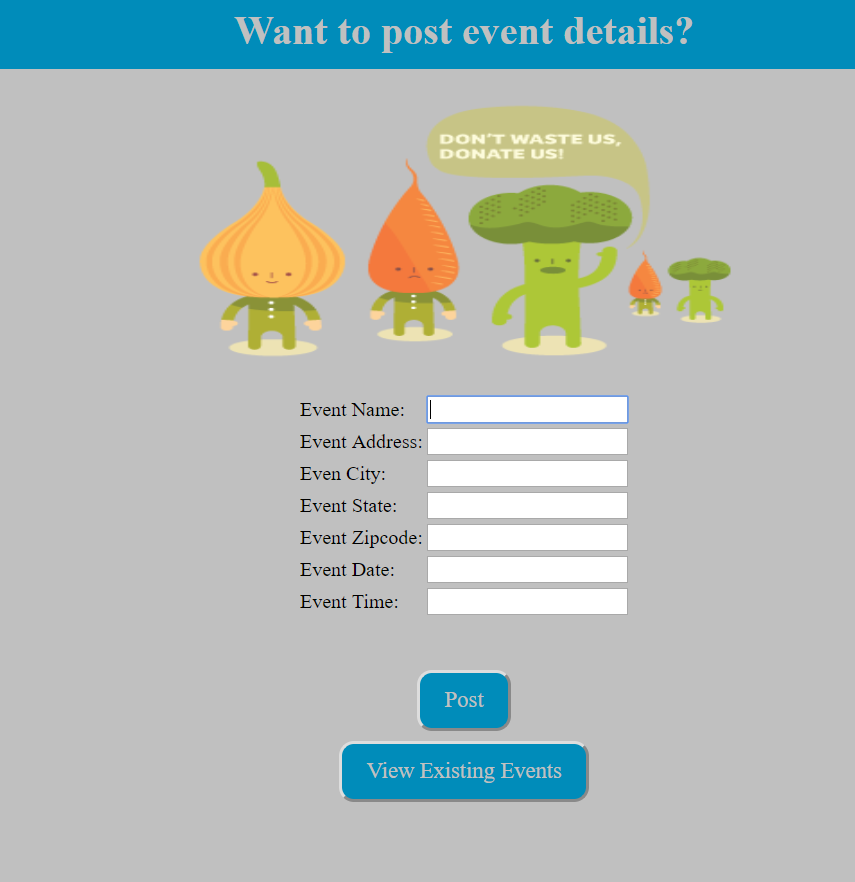 Want to post event details?
DON'T WASTE US,
DONATE US!
Event Name:
Event Address:
Even City:
Event State:
Event Zipcode:
Event Date:
Event Time:
Post
View Existing Events